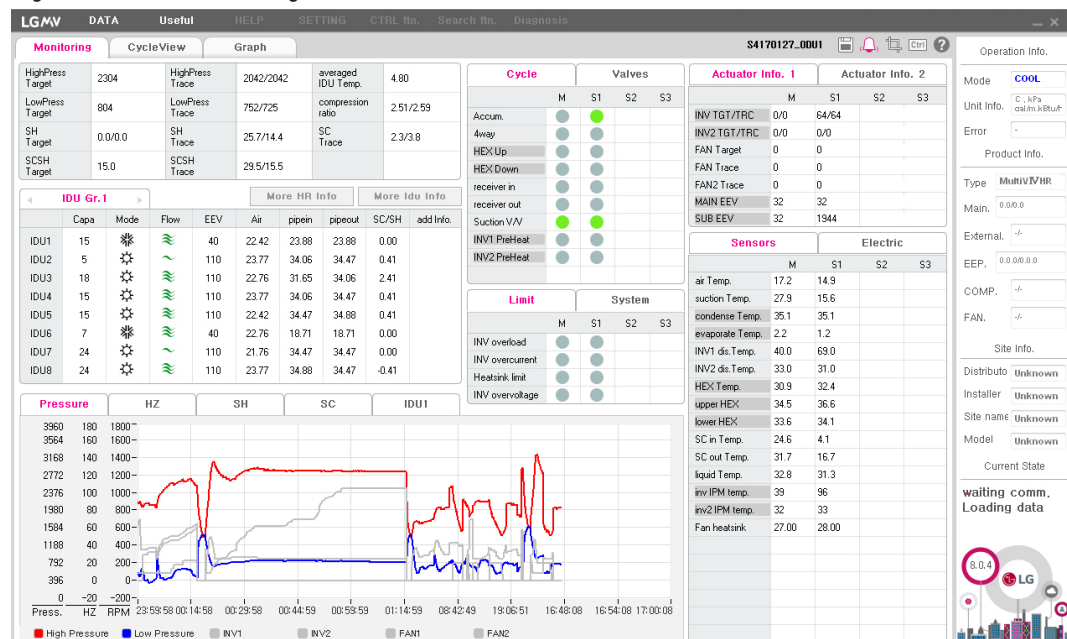 LGMV DATA Useful HELP SETTING CTRL ftn. Search ftn. Diagnosis
Monitoring CycleView Graph S4170127_ODU1 Ctrl ?
HighPress Target 2304 HighPress Trace 2042/2042 averaged IDU Temp. 4.80
LowPress Target 804 LowPress Trace 752/725 compression ratio 2.51/2.59
SH Target 0.0/0.0 SH Trace 25.7/14.4 SC Trace 2.3/3.8
SCSH Target 15.0 SCSH Trace 29.5/15.5
IDU Gr.1 More HR Info More Idu Info
Capa Mode Flow EEV Air pipein pipeout SC/SH add Info.
IDU1 15 40 22.42 23.88 23.88 0.00
IDU2 5 110 23.77 34.06 34.47 0.41
IDU3 18 110 22.76 31.65 34.06 2.41
IDU4 15 110 23.77 34.06 34.47 0.41
IDU5 15 110 22.42 34.47 34.88 0.41
IDU6 7 40 22.76 18.71 18.71 0.00
IDU7 24 110 21.76 34.47 34.47 0.00
IDU8 24 110 23.77 34.88 34.47 -0.41
Cycle Valves
M S1 S2 S3
Accum.
4way
HEX Up
HEX Down
receiver in
receiver out
Suction V/V
INV1 PreHeat
INV2 PreHeat
Limit System
M S1 S2 S3
INV overload
INV overcurrent
Heatsink limit
INV overvoltage
Actuator Info. 1 Actuator Info. 2
M S1 S2 S3
INV TGT/TRC 0/0 64/64
INV2 TGT/TRC 0/0 0/0
FAN Target 0 0
FAN Trace 0 0
FAN2 Trace 0 0
MAIN EEV 32 32
SUB EEV 32 1944
Sensors Electric
M S1 S2 S3
air Temp. 17.2 14.9
suction Temp. 27.9 15.6
condense Temp. 35.1 35.1
evaporate Temp. 2.2 1.2
INV1 dis.Temp. 40.0 69.0
INV2 dis.Temp. 33.0 31.0
HEX Temp. 30.9 32.4
upper HEX 34.5 36.6
lower HEX 33.6 34.1
SC in Temp. 24.6 4.1
SC out Temp. 31.7 16.7
liquid Temp. 32.8 31.3
inv IPM temp. 39 96
inv2 IPM temp. 32 33
Fan heatsink 27.00 28.00
Pressure HZ SH SC IDU1
3960 180 1800
3564 160 1600
3168 140 1400
2772 120 1200
2376 100 1000
1980 80 800
1584 60 600
1188 40 400
792 20 200
396 0 0
0 -20 -200
Press. HZ RPM 23:59:58 00:14:58 00:29:58 00:44:59 00:59:59 01:14:59 08:42:49 19:06:51 16:48:08 16:54:08 17:00:08
High Pressure Low Pressure INV1 INV2 FAN1 FAN2
Operation Info.
Mode COOL
Unit Info. C , kPa
Error -
Product Info.
Type MultiV IV HR
Main. 0.0/0.0
External. -/-
EEP. 0.0.0/0.0.0
COMP. -/-
FAN. -/-
Site Info.
Distributo Unknown
Installer Unknown
Site name Unknown
Model Unknown
Current State
waiting comm.
Loading data
8.0.4
LG